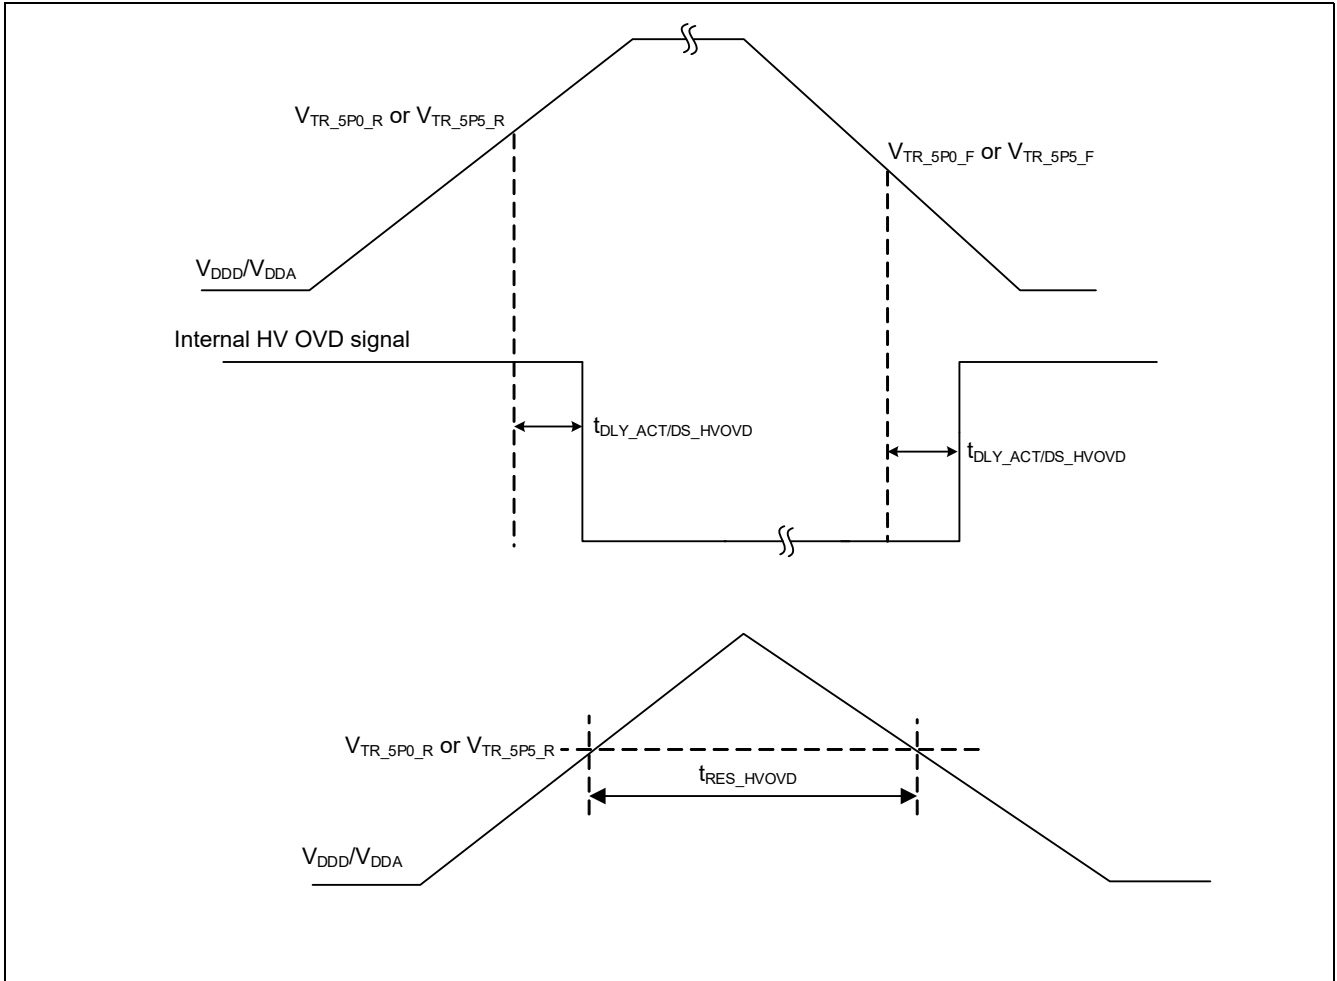 VTR_5P0_R or VTR_5P5_R
VTR_5P0_F or VTR_5P5_F
VDDD/VDDA
Internal HV OVD signal
tDLY_ACT/DS_HVOVD
tDLY_ACT/DS_HVOVD
VTR_5P0_R or VTR_5P5_R
tRES_HVOVD
VDDD/VDDA